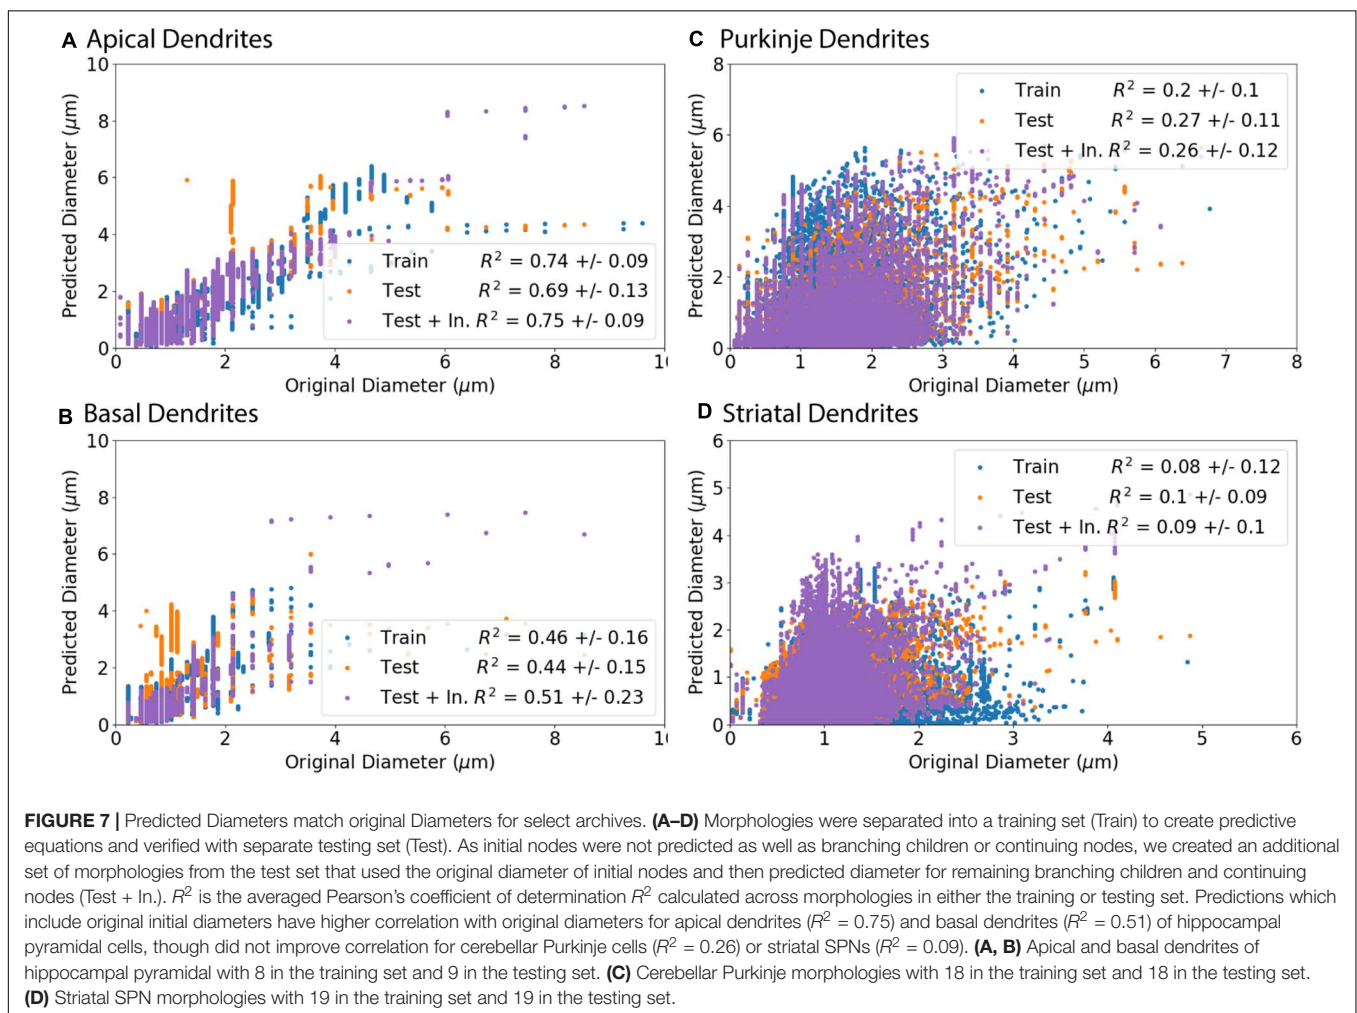 A Apical Dendrites
10
8
6
4
2
0
Predicted Diameter (μm)
Train R² = 0.74 +/- 0.09
Test R² = 0.69 +/- 0.13
Test + In. R² = 0.75 +/- 0.09
0 2 4 6 8 1
Original Diameter (μm)
B Basal Dendrites
10
8
6
4
2
0
Predicted Diameter (μm)
Train R² = 0.46 +/- 0.16
Test R² = 0.44 +/- 0.15
Test + In. R² = 0.51 +/- 0.23
0 2 4 6 8 1
Original Diameter (μm)
C Purkinje Dendrites
8
6
4
2
0
Predicted Diameter (μm)
Train R² = 0.2 +/- 0.1
Test R² = 0.27 +/- 0.11
Test + In. R² = 0.26 +/- 0.12
0 1 2 3 4 5 6 7 8
Original Diameter (μm)
D Striatal Dendrites
6
5
4
3
2
1
0
Predicted Diameter (μm)
Train R² = 0.08 +/- 0.12
Test R² = 0.1 +/- 0.09
Test + In. R² = 0.09 +/- 0.1
0 1 2 3 4 5 6
Original Diameter (μm)
FIGURE 7 | Predicted Diameters match original Diameters for select archives. (A–D) Morphologies were separated into a training set (Train) to create predictive
equations and verified with separate testing set (Test). As initial nodes were not predicted as well as branching children or continuing nodes, we created an additional
set of morphologies from the test set that used the original diameter of initial nodes and then predicted diameter for remaining branching children and continuing
nodes (Test + In.). R² is the averaged Pearson's coefficient of determination R² calculated across morphologies in either the training or testing set. Predictions which
include original initial diameters have higher correlation with original diameters for apical dendrites (R² = 0.75) and basal dendrites (R² = 0.51) of hippocampal
pyramidal cells, though did not improve correlation for cerebellar Purkinje cells (R² = 0.26) or striatal SPNs (R² = 0.09). (A, B) Apical and basal dendrites of
hippocampal pyramidal with 8 in the training set and 9 in the testing set. (C) Cerebellar Purkinje morphologies with 18 in the training set and 18 in the testing set.
(D) Striatal SPN morphologies with 19 in the training set and 19 in the testing set.